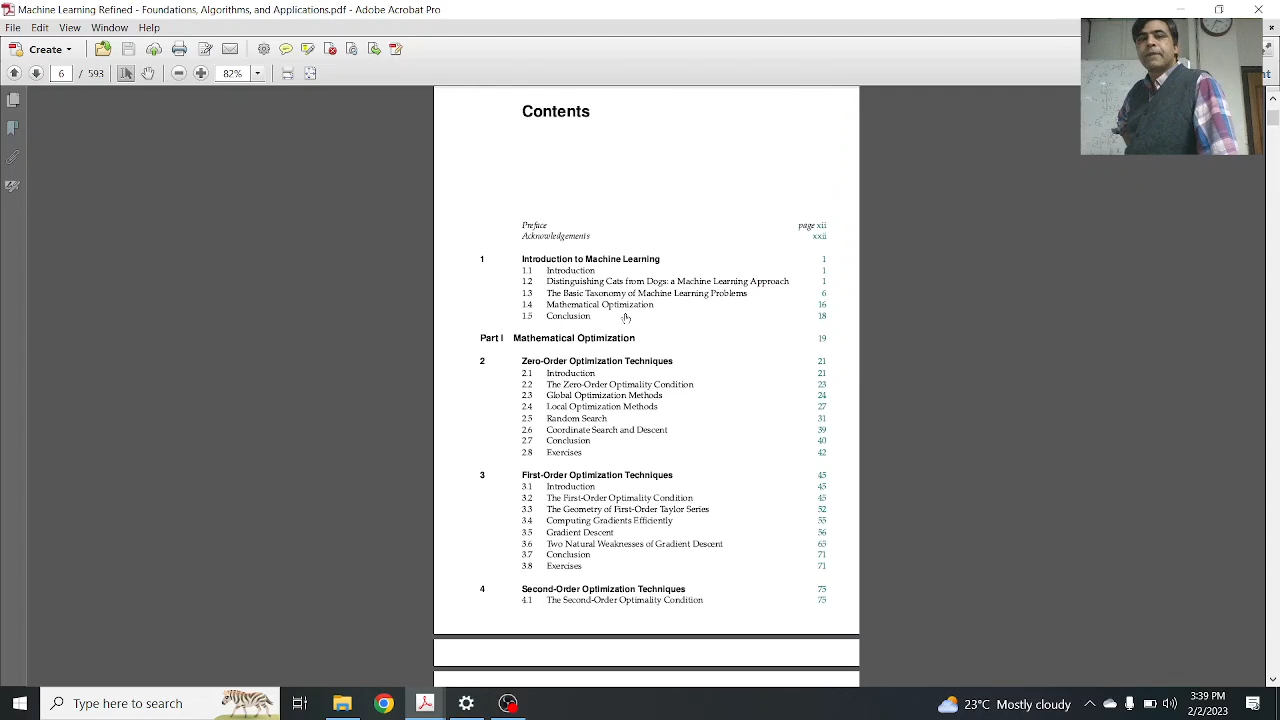 Machine Learning Refined - Foundations, Algorithms, and Applications.pdf - Adobe Acrobat Pro
File Edit View Window Help
Create
6 / 593 82%
Contents
Preface page xii
Acknowledgements xxii
1 Introduction to Machine Learning 1
1.1 Introduction 1
1.2 Distinguishing Cats from Dogs: a Machine Learning Approach 1
1.3 The Basic Taxonomy of Machine Learning Problems 6
1.4 Mathematical Optimization 16
1.5 Conclusion 18
Part I Mathematical Optimization 19
2 Zero-Order Optimization Techniques 21
2.1 Introduction 21
2.2 The Zero-Order Optimality Condition 23
2.3 Global Optimization Methods 24
2.4 Local Optimization Methods 27
2.5 Random Search 31
2.6 Coordinate Search and Descent 39
2.7 Conclusion 40
2.8 Exercises 42
3 First-Order Optimization Techniques 45
3.1 Introduction 45
3.2 The First-Order Optimality Condition 45
3.3 The Geometry of First-Order Taylor Series 52
3.4 Computing Gradients Efficiently 55
3.5 Gradient Descent 56
3.6 Two Natural Weaknesses of Gradient Descent 65
3.7 Conclusion 71
3.8 Exercises 71
4 Second-Order Optimization Techniques 75
4.1 The Second-Order Optimality Condition 75
Type here to search
23°C Mostly cloudy
3:39 PM
2/2/2023